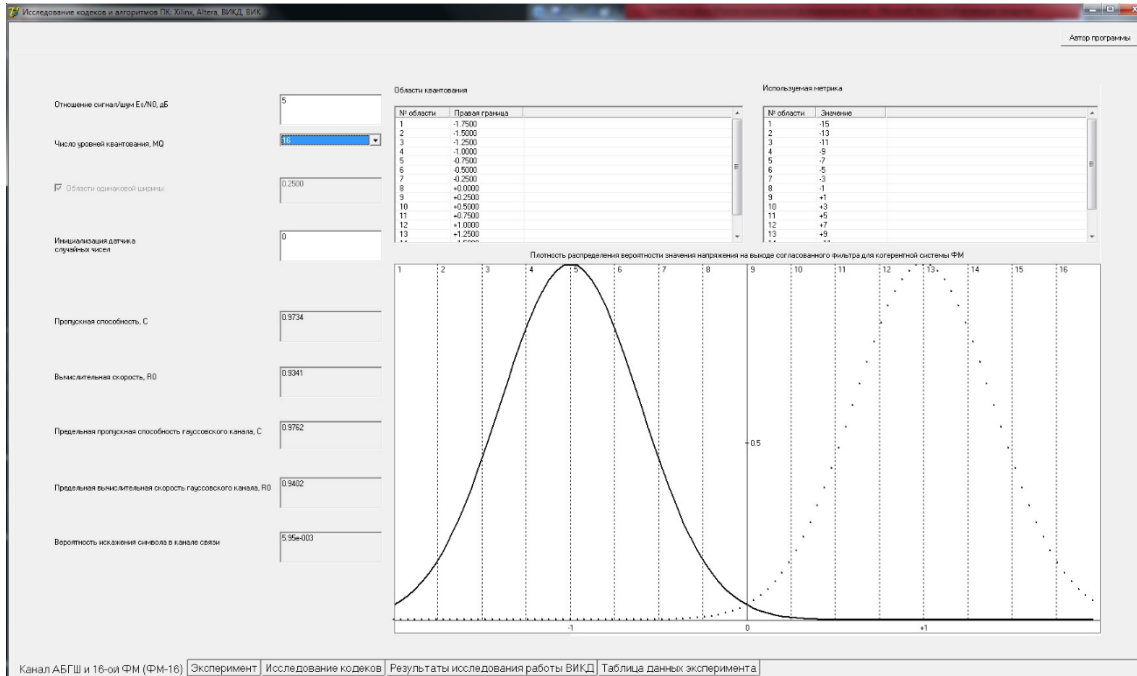 Исследование кодеков и алгоритмов ПК: Xilinx, Altera, ВИКД, ВИК
Автор программы
Отношение сигнал/шум Es/N0, дБ
5
Число уровней квантования, MQ
16
Области одинаковой ширины
0.2500
Инициализация датчика
случайных чисел
0
Пропускная способность, C
0.9734
Вычислительная скорость, R0
0.9341
Предельная пропускная способность гауссовского канала, C
0.9762
Предельная вычислительная скорость гауссовского канала, R0
0.9402
Вероятность искажения символа в канале связи
5.95e-003
Области квантования
№ области Правая граница
1 -1.7500
2 -1.5000
3 -1.2500
4 -1.0000
5 -0.7500
6 -0.5000
7 -0.2500
8 +0.0000
9 +0.2500
10 +0.5000
11 +0.7500
12 +1.0000
13 +1.2500
Используемая метрика
№ области Значение
1 -15
2 -13
3 -11
4 -9
5 -7
6 -5
7 -3
8 -1
9 +1
10 +3
11 +5
12 +7
13 +9
Плотность распределения вероятности значения напряжения на выходе согласованного фильтра для когерентной системы ФМ
1 2 3 4 5 6 7 8 9 10 11 12 13 14 15 16
0.5
-1 0 +1
Канал АБГШ и 16-ой ФМ (ФМ-16) Эксперимент Исследование кодеков Результаты исследования работы ВИКД Таблица данных эксперимента